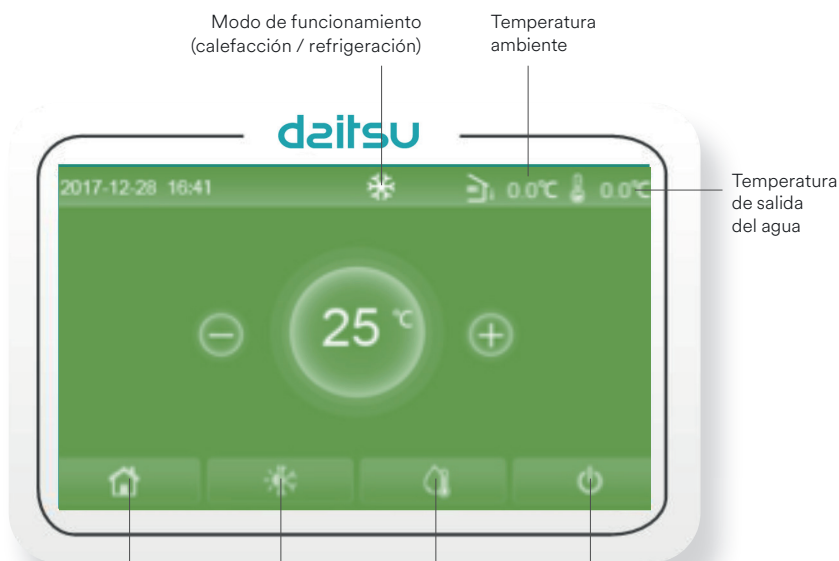 Modo de funcionamiento
(calefacción / refrigeración)
Temperatura
ambiente
daitsu
2017-12-28 16:41
0.0℃ 0.0℃
Temperatura
de salida
del agua
25 ℃